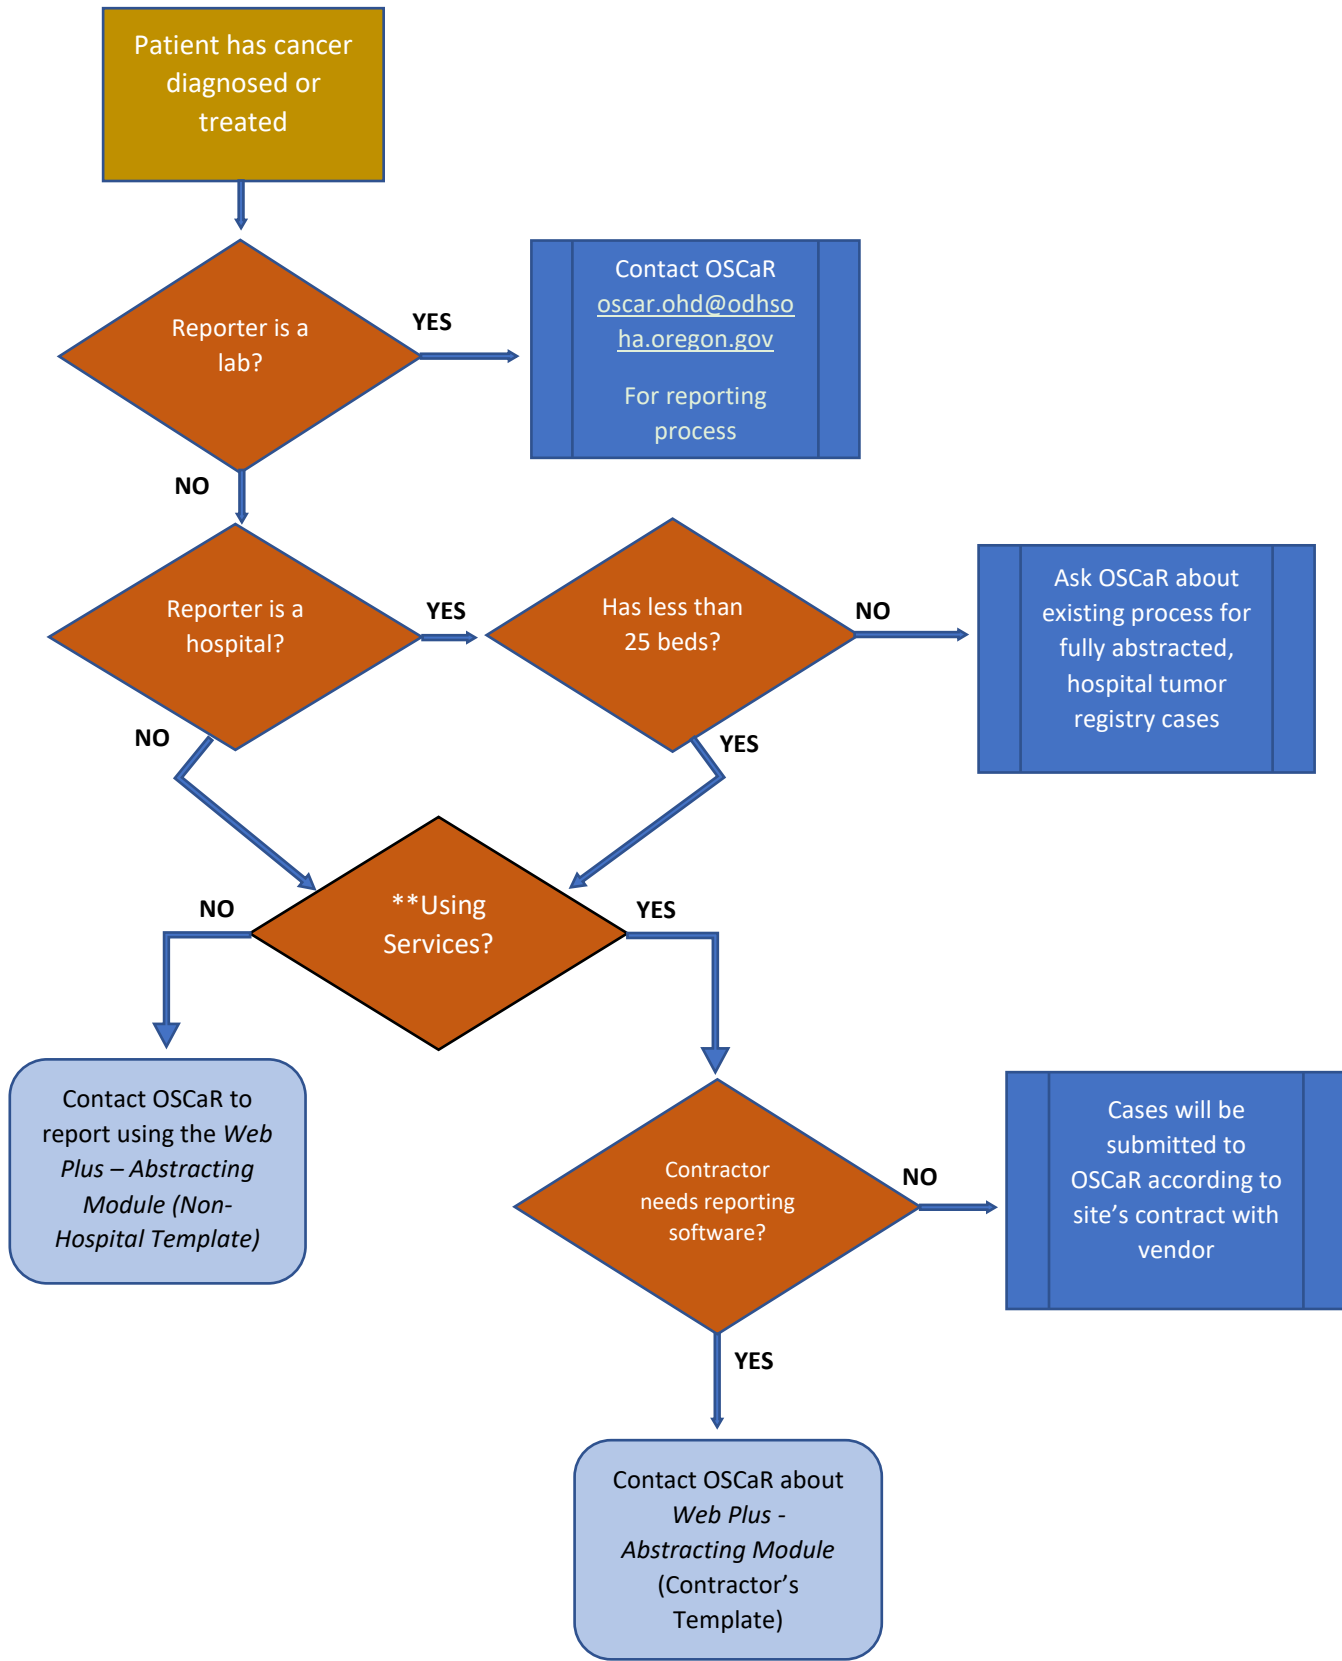 Patient has cancer
diagnosed or
treated
Reporter is a
lab?
YES
Contact OSCaR
oscar.ohd@odhso
ha.oregon.gov
For reporting
process
NO
Reporter is a
hospital?
YES
Has less than
25 beds?
NO
Ask OSCaR about
existing process for
fully abstracted,
hospital tumor
registry cases
NO
YES
**Using
Services?
NO
YES
Contact OSCaR to
report using the Web
Plus – Abstracting
Module (Non-
Hospital Template)
Contractor
needs reporting
software?
NO
Cases will be
submitted to
OSCaR according to
site’s contract with
vendor
YES
Contact OSCaR about
Web Plus -
Abstracting Module
(Contractor’s
Template)